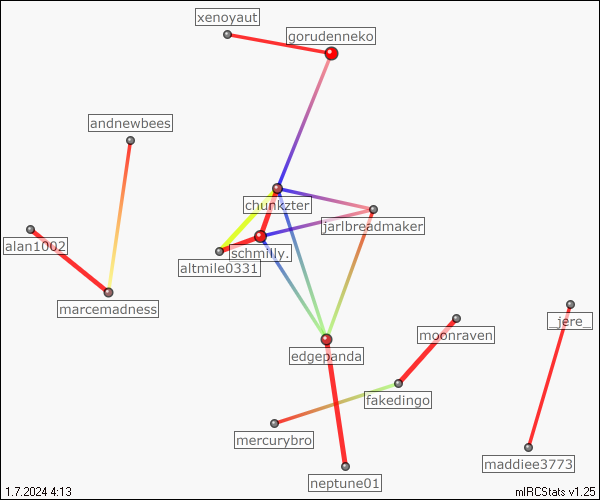 xenoyaut
gorudenneko
andnewbees
chunkzter
jarlbreadmaker
alan1002
schmilly.
altmile0331
marcemadness
_jere_
moonraven
edgepanda
fakedingo
mercurybro
maddiee3773
neptune01
1.7.2024 4:13
mIRCStats v1.25